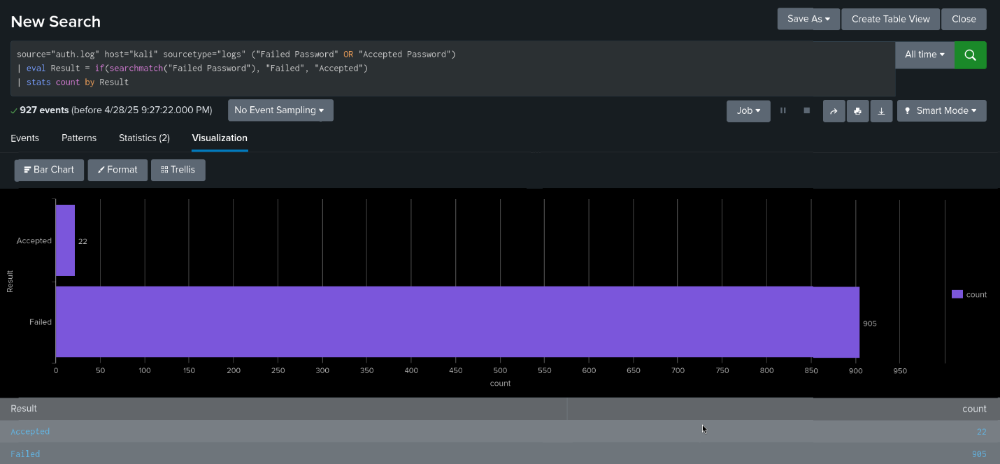 New Search
Save As
Create Table View
Close
source="auth.log" host="kali" sourcetype="logs" ("Failed Password" OR "Accepted Password")
| eval Result = if(searchmatch("Failed Password"), "Failed", "Accepted")
| stats count by Result
All time
927 events (before 4/28/25 9:27:22.000 PM)
No Event Sampling
Job
Smart Mode
Events
Patterns
Statistics (2)
Visualization
Bar Chart
Format
Trellis
Result
Accepted
22
Failed
905
count
0 50 100 150 200 250 300 350 400 450 500 550 600 650 700 750 800 850 900 950
count
Result count
Accepted 22
Failed 905